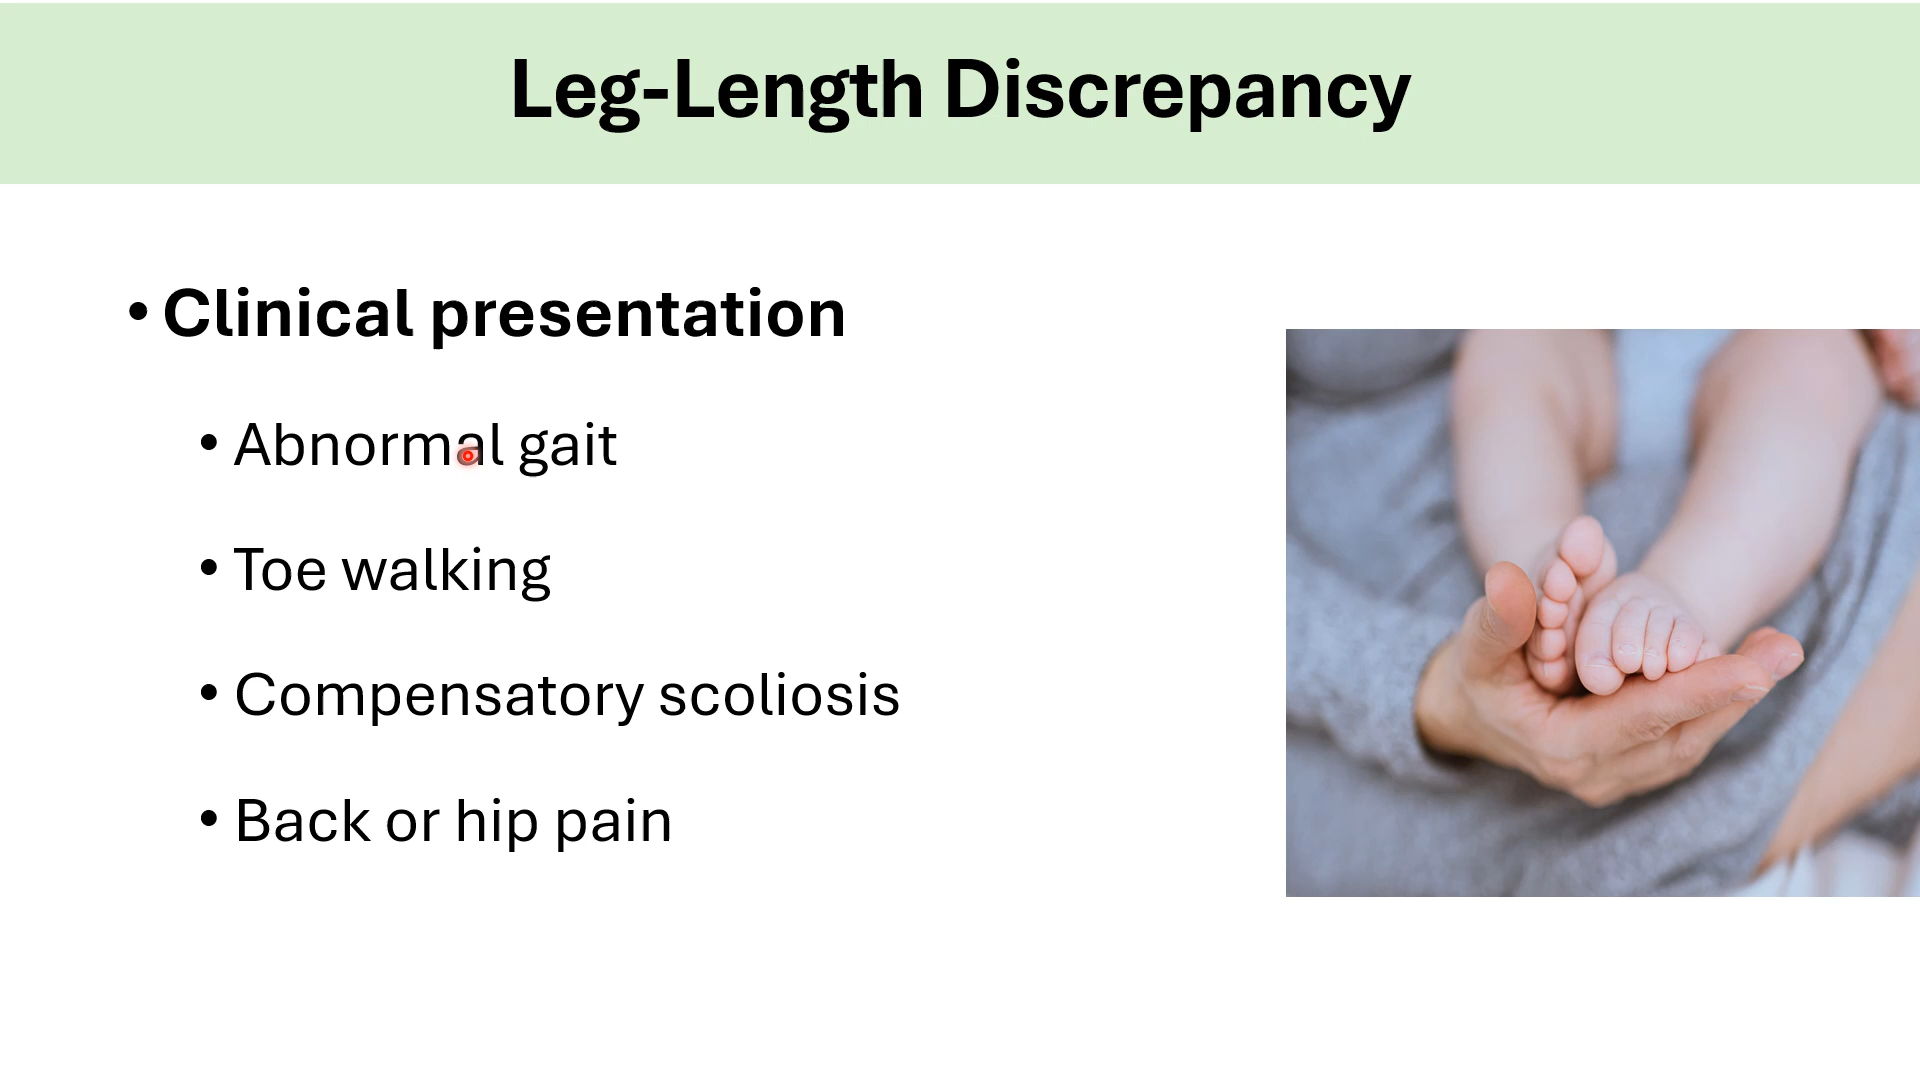 Leg-Length Discrepancy
• Clinical presentation
• Abnormal gait
• Toe walking
• Compensatory scoliosis
• Back or hip pain